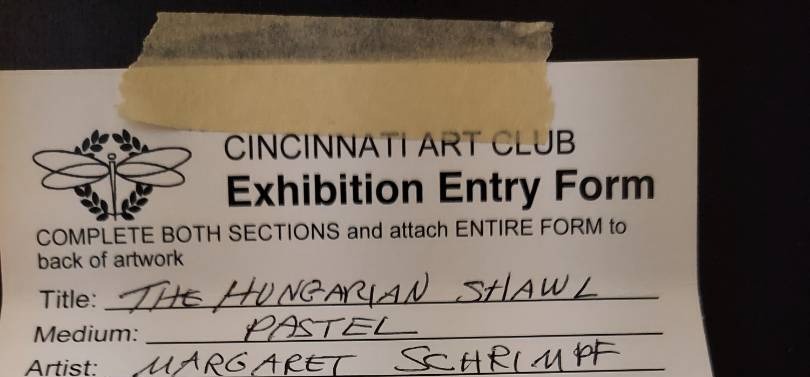 CINCINNATI ART CLUB
Exhibition Entry Form
COMPLETE BOTH SECTIONS and attach ENTIRE FORM to
back of artwork
Title: THE HUNGARIAN SHAWL
Medium: PASTEL
Artist: MARGARET SCHRIMPF